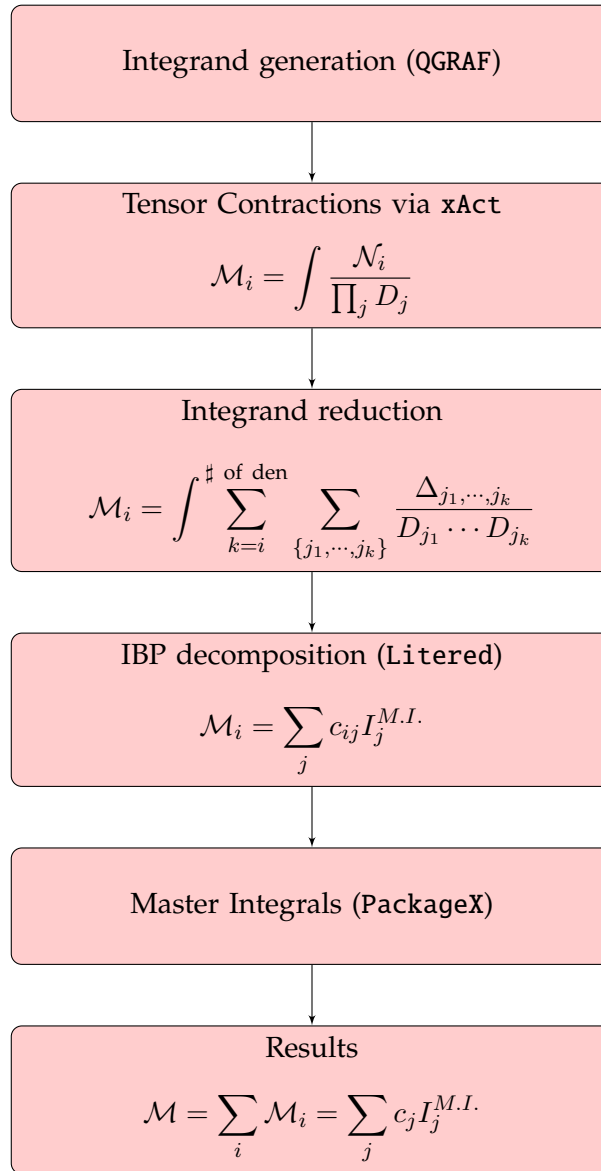 Integrand generation (QGRAF)
Tensor Contractions via xAct
$\mathcal{M}_i = \int \frac{\mathcal{N}_i}{\prod_j D_j}$
Integrand reduction
$\mathcal{M}_i = \int \sum_{k=i}^{\sharp \text{ of den}} \sum_{\{j_1,\cdots,j_k\}} \frac{\Delta_{j_1,\cdots,j_k}}{D_{j_1} \cdots D_{j_k}}$
IBP decomposition (Litered)
$\mathcal{M}_i = \sum_j c_{ij} I_j^{M.I.}$
Master Integrals (PackageX)
Results
$\mathcal{M} = \sum_i \mathcal{M}_i = \sum_j c_j I_j^{M.I.}$